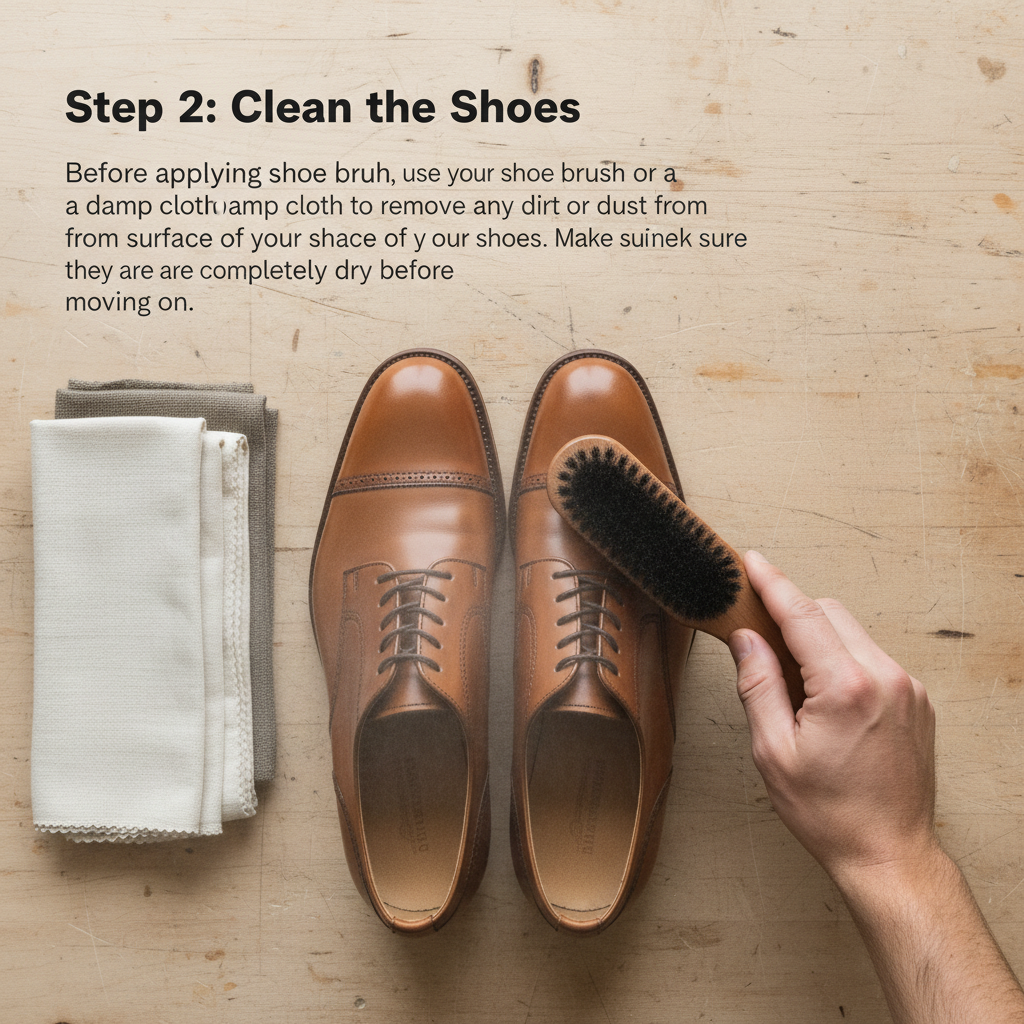 Step 2: Clean the Shoes
Before applying shoe bruh, use your shoe brush or a
a damp cloth amp cloth to remove any dirt or dust from
from surface of your shace of y our shoes. Make suinek sure
they are are completely dry before
moving on.